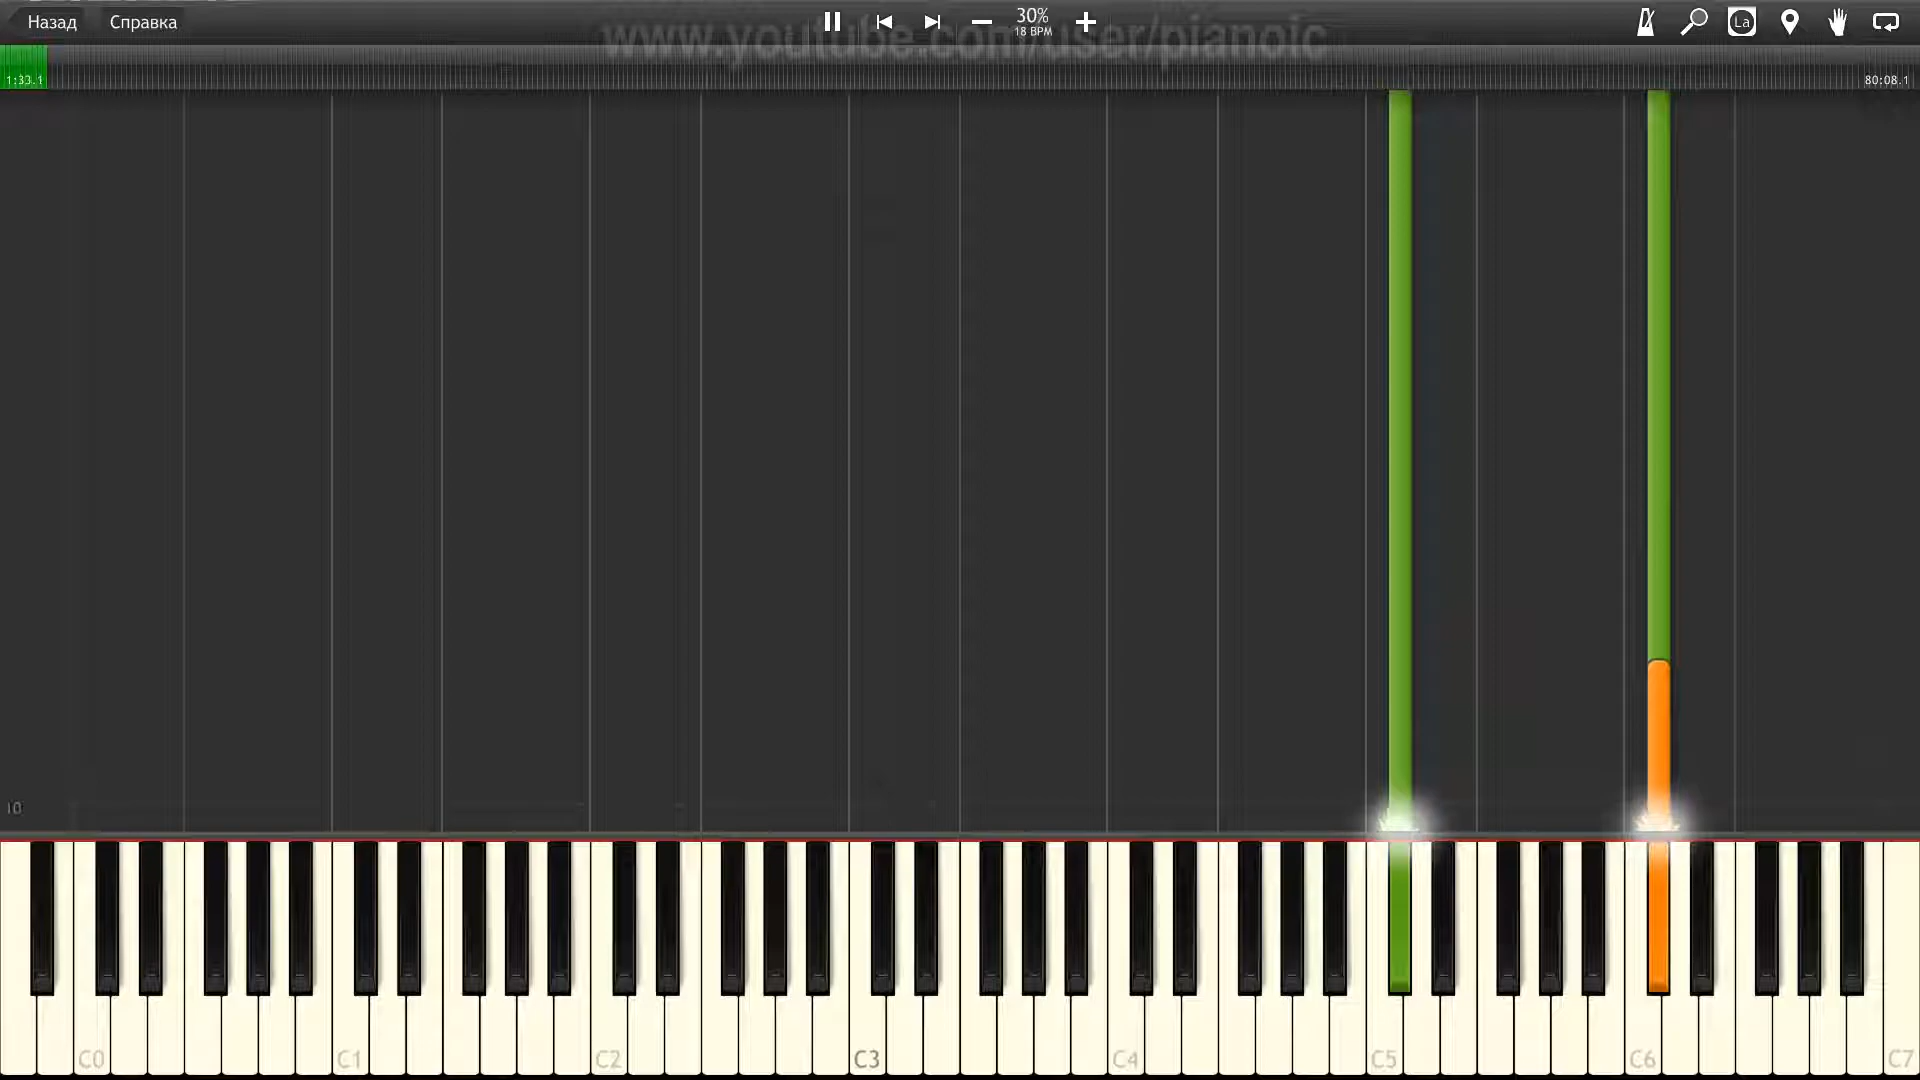 Назад Справка 30%
18 BPM La
www.youtube.com/user/pianoic
1:33.1 80:08.1
10
C0 C1 C2 C3 C4 C5 C6 C7